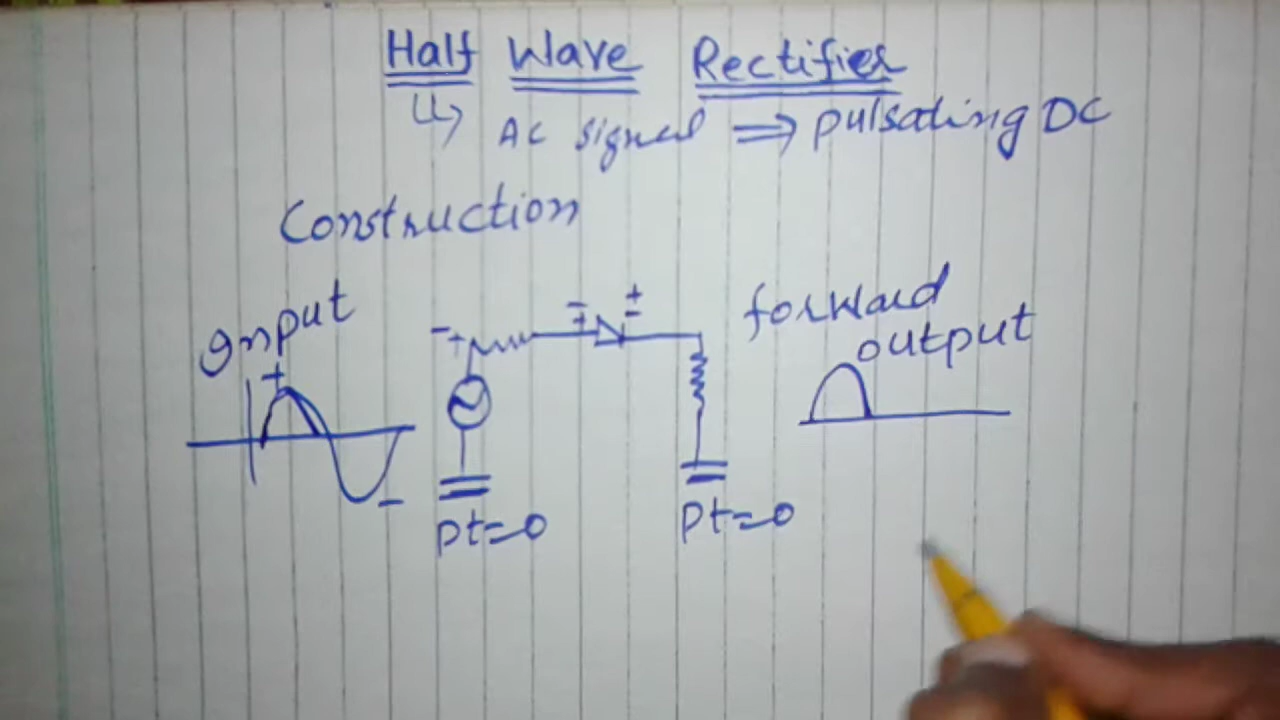 Half Wave Rectifier
↳ AC signal ⇒ pulsating DC
Construction
Input
forward
output
+
-
- +
- +
+ -
pt=0
pt=0